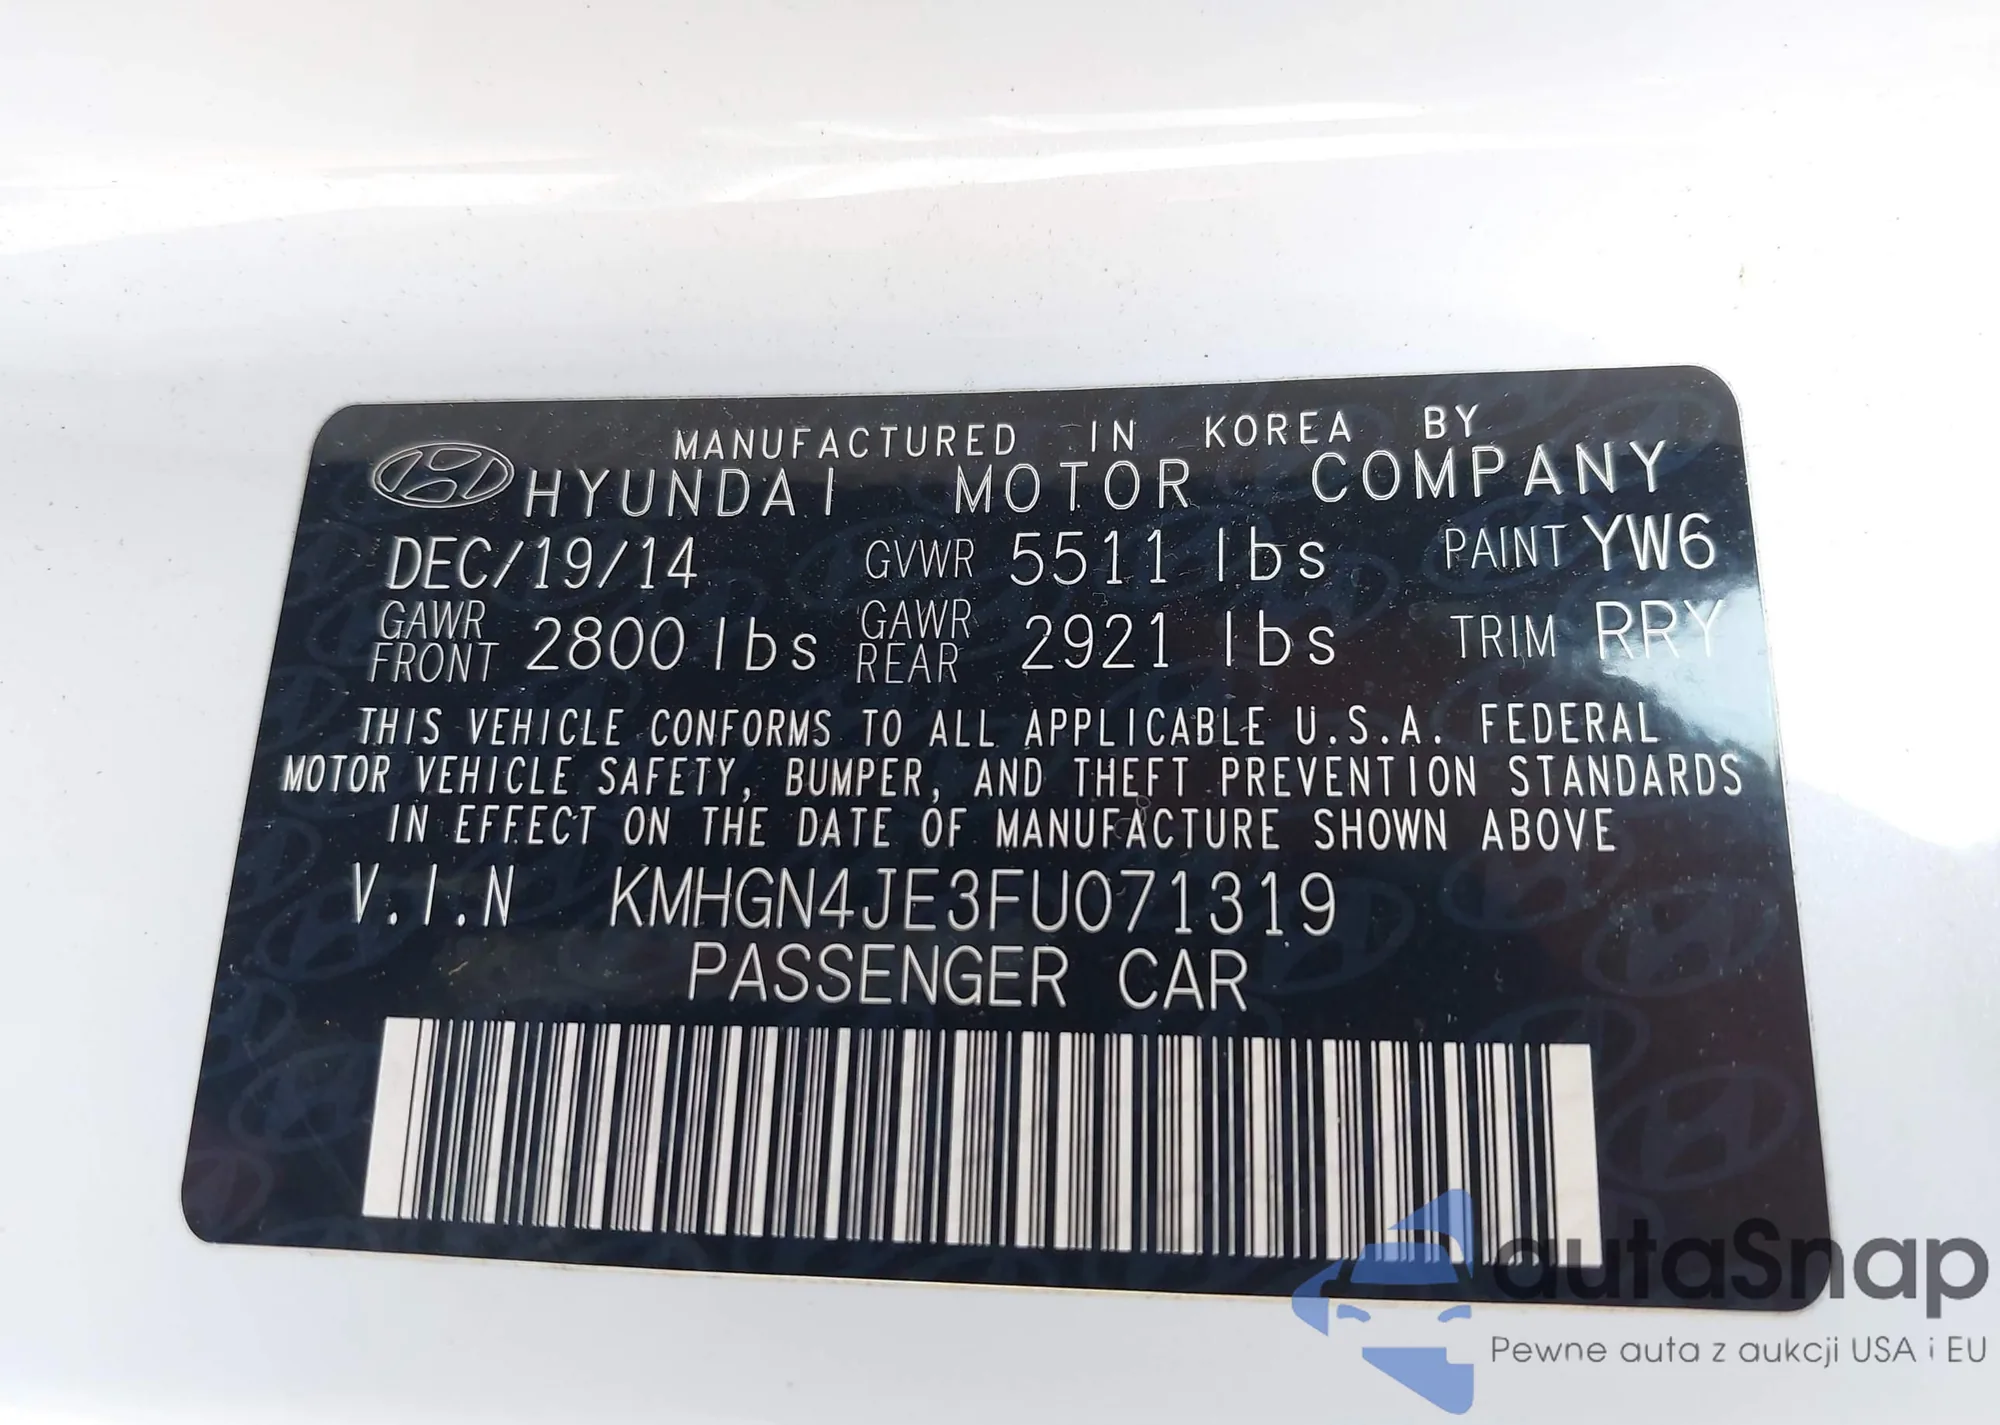 MANUFACTURED IN KOREA BY
HYUNDAI MOTOR COMPANY
DEC/19/14 GVWR 5511 lbs PAINT YW6
GAWR FRONT 2800 lbs GAWR REAR 2921 lbs TRIM RRY
THIS VEHICLE CONFORMS TO ALL APPLICABLE U.S.A. FEDERAL
MOTOR VEHICLE SAFETY, BUMPER, AND THEFT PREVENTION STANDARDS
IN EFFECT ON THE DATE OF MANUFACTURE SHOWN ABOVE
V.I.N KMHGN4JE3FU071319
PASSENGER CAR
autaSnap
Pewne auta z aukcji USA i EU